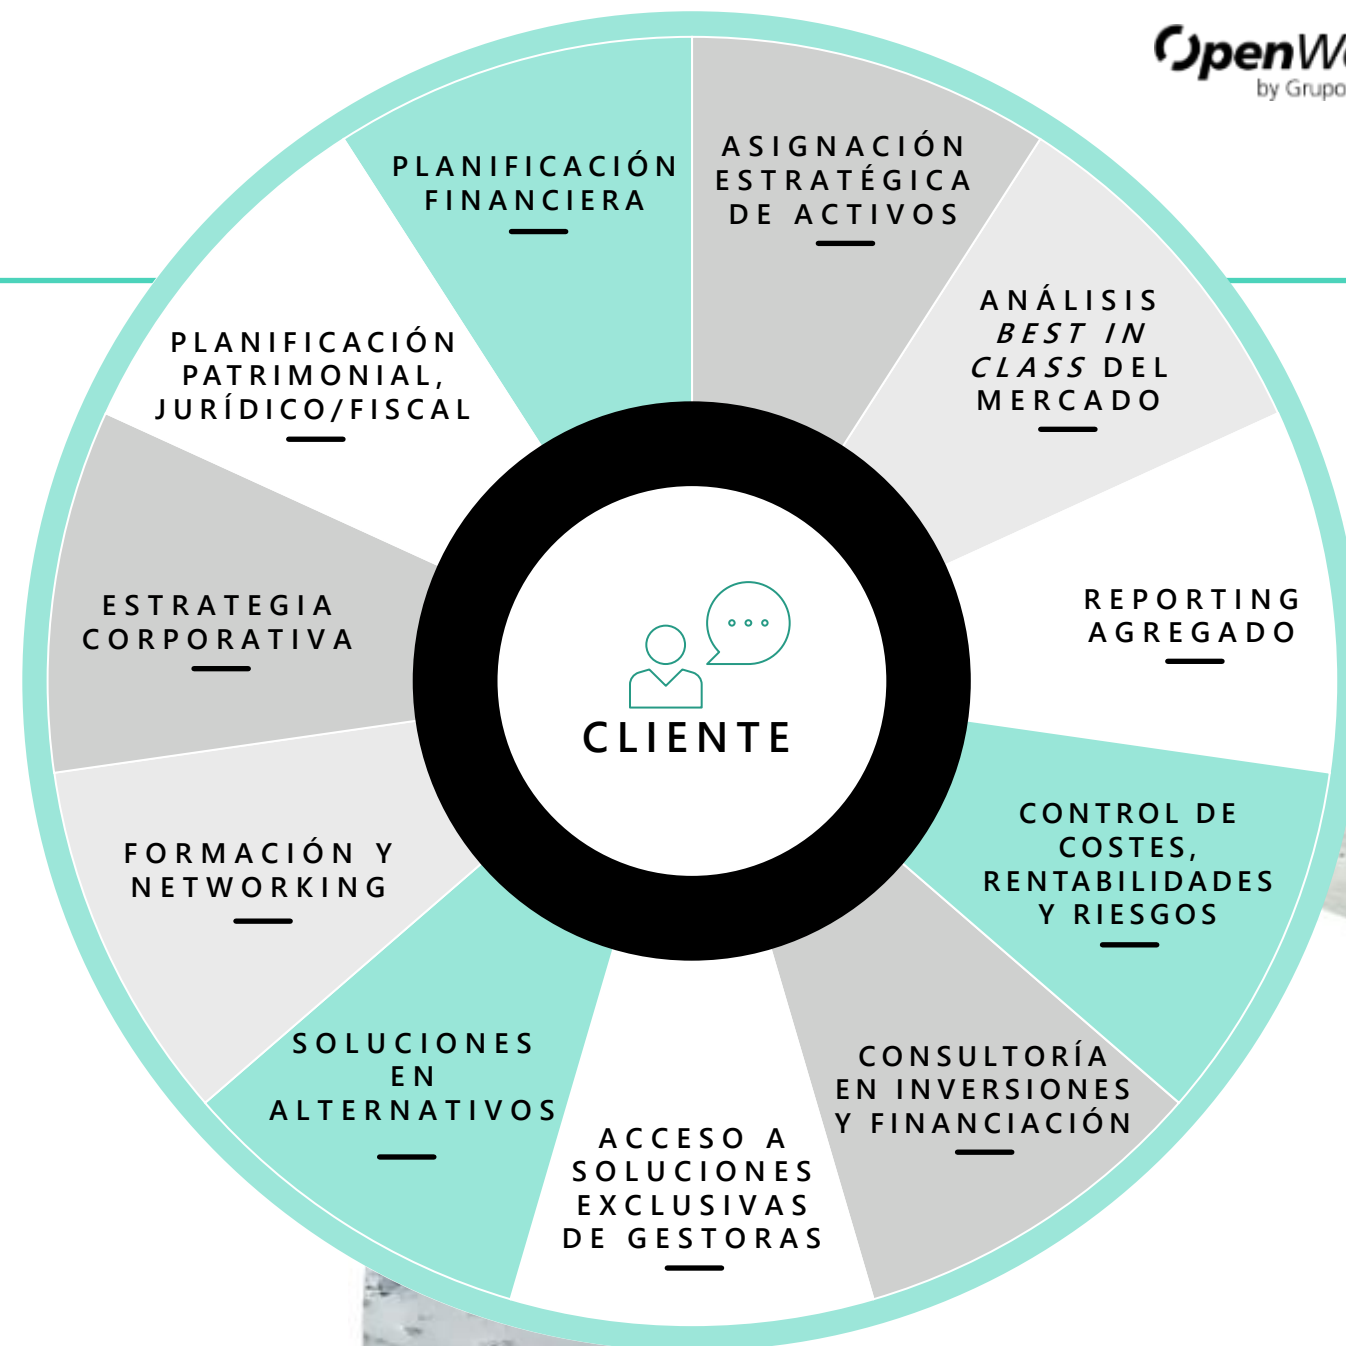 by Grupo
PLANIFICACIÓN
FINANCIERA
ASIGNACIÓN
ESTRATÉGICA
DE ACTIVOS
ANÁLISIS
BEST IN
CLASS DEL
MERCADO
REPORTING
AGREGADO
CONTROL DE
COSTES,
RENTABILIDADES
Y RIESGOS
CONSULTORÍA
EN INVERSIONES
Y FINANCIACIÓN
ACCESO A
SOLUCIONES
EXCLUSIVAS
DE GESTORAS
SOLUCIONES
EN
ALTERNATIVOS
FORMACIÓN Y
NETWORKING
ESTRATEGIA
CORPORATIVA
PLANIFICACIÓN
PATRIMONIAL,
JURÍDICO/FISCAL
CLIENTE